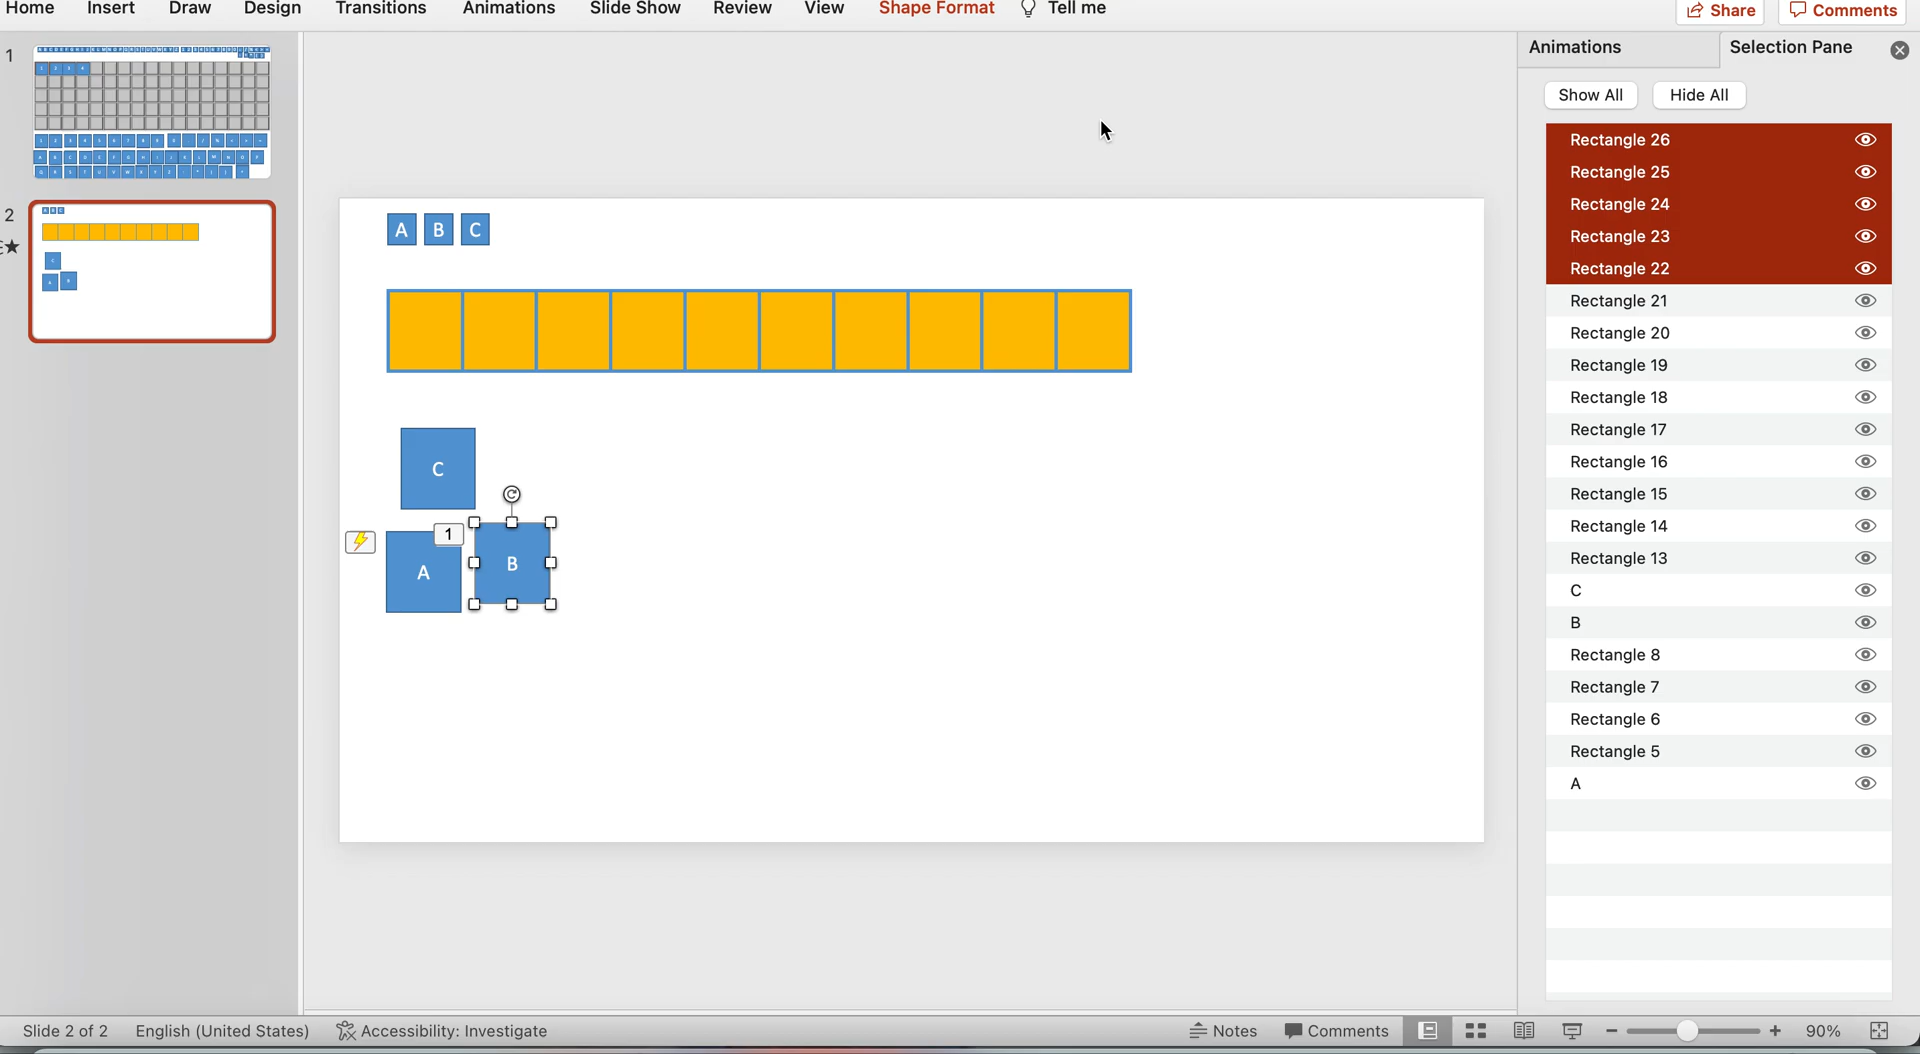 Home Insert Draw Design Transitions Animations Slide Show Review View Shape Format Tell me Share Comments
Animations Selection Pane
Show All Hide All
1
2
A B C
C
1
A
B
Rectangle 26
Rectangle 25
Rectangle 24
Rectangle 23
Rectangle 22
Rectangle 21
Rectangle 20
Rectangle 19
Rectangle 18
Rectangle 17
Rectangle 16
Rectangle 15
Rectangle 14
Rectangle 13
C
B
Rectangle 8
Rectangle 7
Rectangle 6
Rectangle 5
A
Slide 2 of 2 English (United States) Accessibility: Investigate Notes Comments 90%